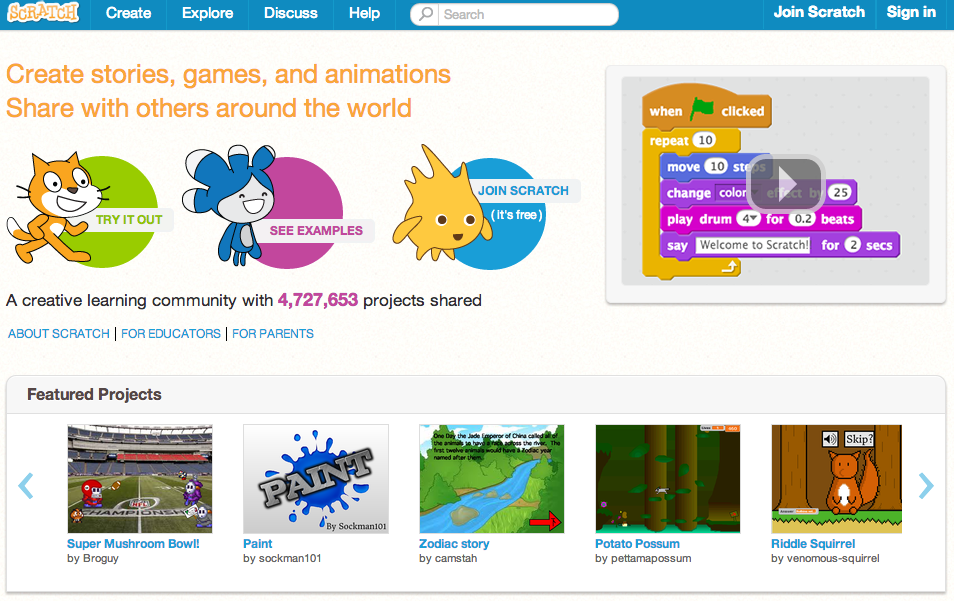 SCRATCH Create Explore Discuss Help Search Join Scratch Sign in
Create stories, games, and animations
Share with others around the world
TRY IT OUT
SEE EXAMPLES
JOIN SCRATCH
(it's free)
A creative learning community with 4,727,653 projects shared
ABOUT SCRATCH | FOR EDUCATORS | FOR PARENTS
when clicked
repeat 10
move 10 steps
change color effect by 25
play drum 4 for 0.2 beats
say Welcome to Scratch! for 2 secs
Featured Projects
NFL
CHAMPIONSHIP
Super Mushroom Bowl!
by Broguy
PAINT
By Sockman101
Paint
by sockman101
One Day the Jade Emperor of China called all of
the animals to have a race across the river. The
first twelve animals would have a Zodiac year
named after them.
Zodiac story
by camstah
Potato Possum
by pettamapossum
Skip?
Riddle Squirrel
by venomous-squirrel